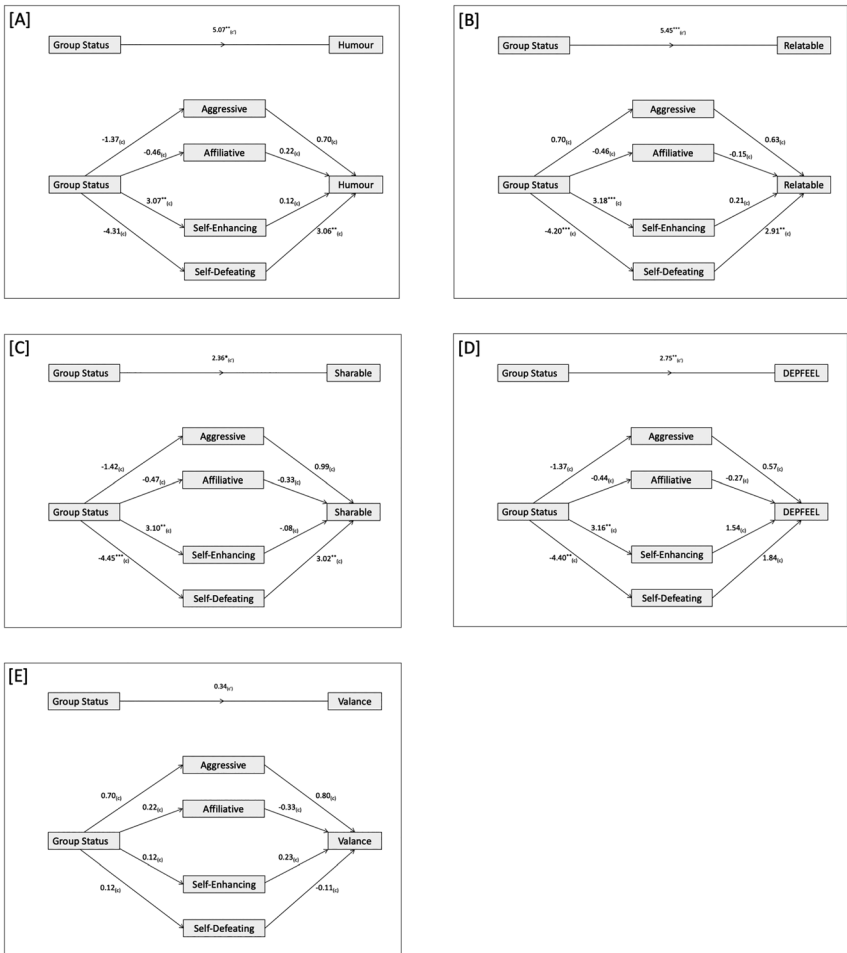 [A]
5.07**(c')
Group Status Humour
Aggressive
-1.37(c) 0.70(c)
-0.46(c) Affiliative 0.22(c)
Group Status Humour
3.07**(c) 0.12(c)
Self-Enhancing
-4.31(c) 3.06**(c)
Self-Defeating
[B]
5.45***(c')
Group Status Relatable
Aggressive
0.70(c) 0.63(c)
-0.46(c) Affiliative -0.15(c)
Group Status Relatable
3.18***(c) 0.21(c)
Self-Enhancing
-4.20***(c) 2.91**(c)
Self-Defeating
[C]
2.36*(c')
Group Status Sharable
Aggressive
-1.42(c) 0.99(c)
-0.47(c) Affiliative -0.33(c)
Group Status Sharable
3.10**(c) -.08(c)
Self-Enhancing
-4.45***(c) 3.02**(c)
Self-Defeating
[D]
2.75**(c')
Group Status DEPFEEL
Aggressive
-1.37(c) 0.57(c)
-0.44(c) Affiliative -0.27(c)
Group Status DEPFEEL
3.16**(c) 1.54(c)
Self-Enhancing
-4.40**(c) 1.84(c)
Self-Defeating
[E]
0.34(c')
Group Status Valance
Aggressive
0.70(c) 0.80(c)
0.22(c) Affiliative -0.33(c)
Group Status Valance
0.12(c) 0.23(c)
Self-Enhancing
0.12(c) -0.11(c)
Self-Defeating